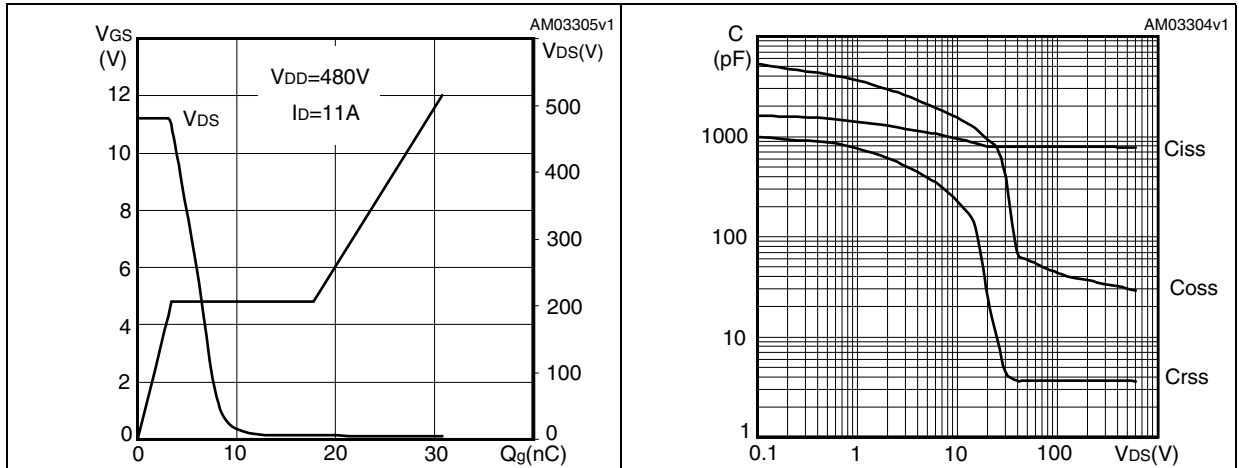 AM03305v1
VGS
(V)
VDS(V)
VDD=480V
ID=11A
VDS
12
10
8
6
4
2
0
500
400
300
200
100
0
0
10
20
30
Qg(nC)
AM03304v1
C
(pF)
1000
100
10
1
Ciss
Coss
Crss
0.1
1
10
100
VDS(V)